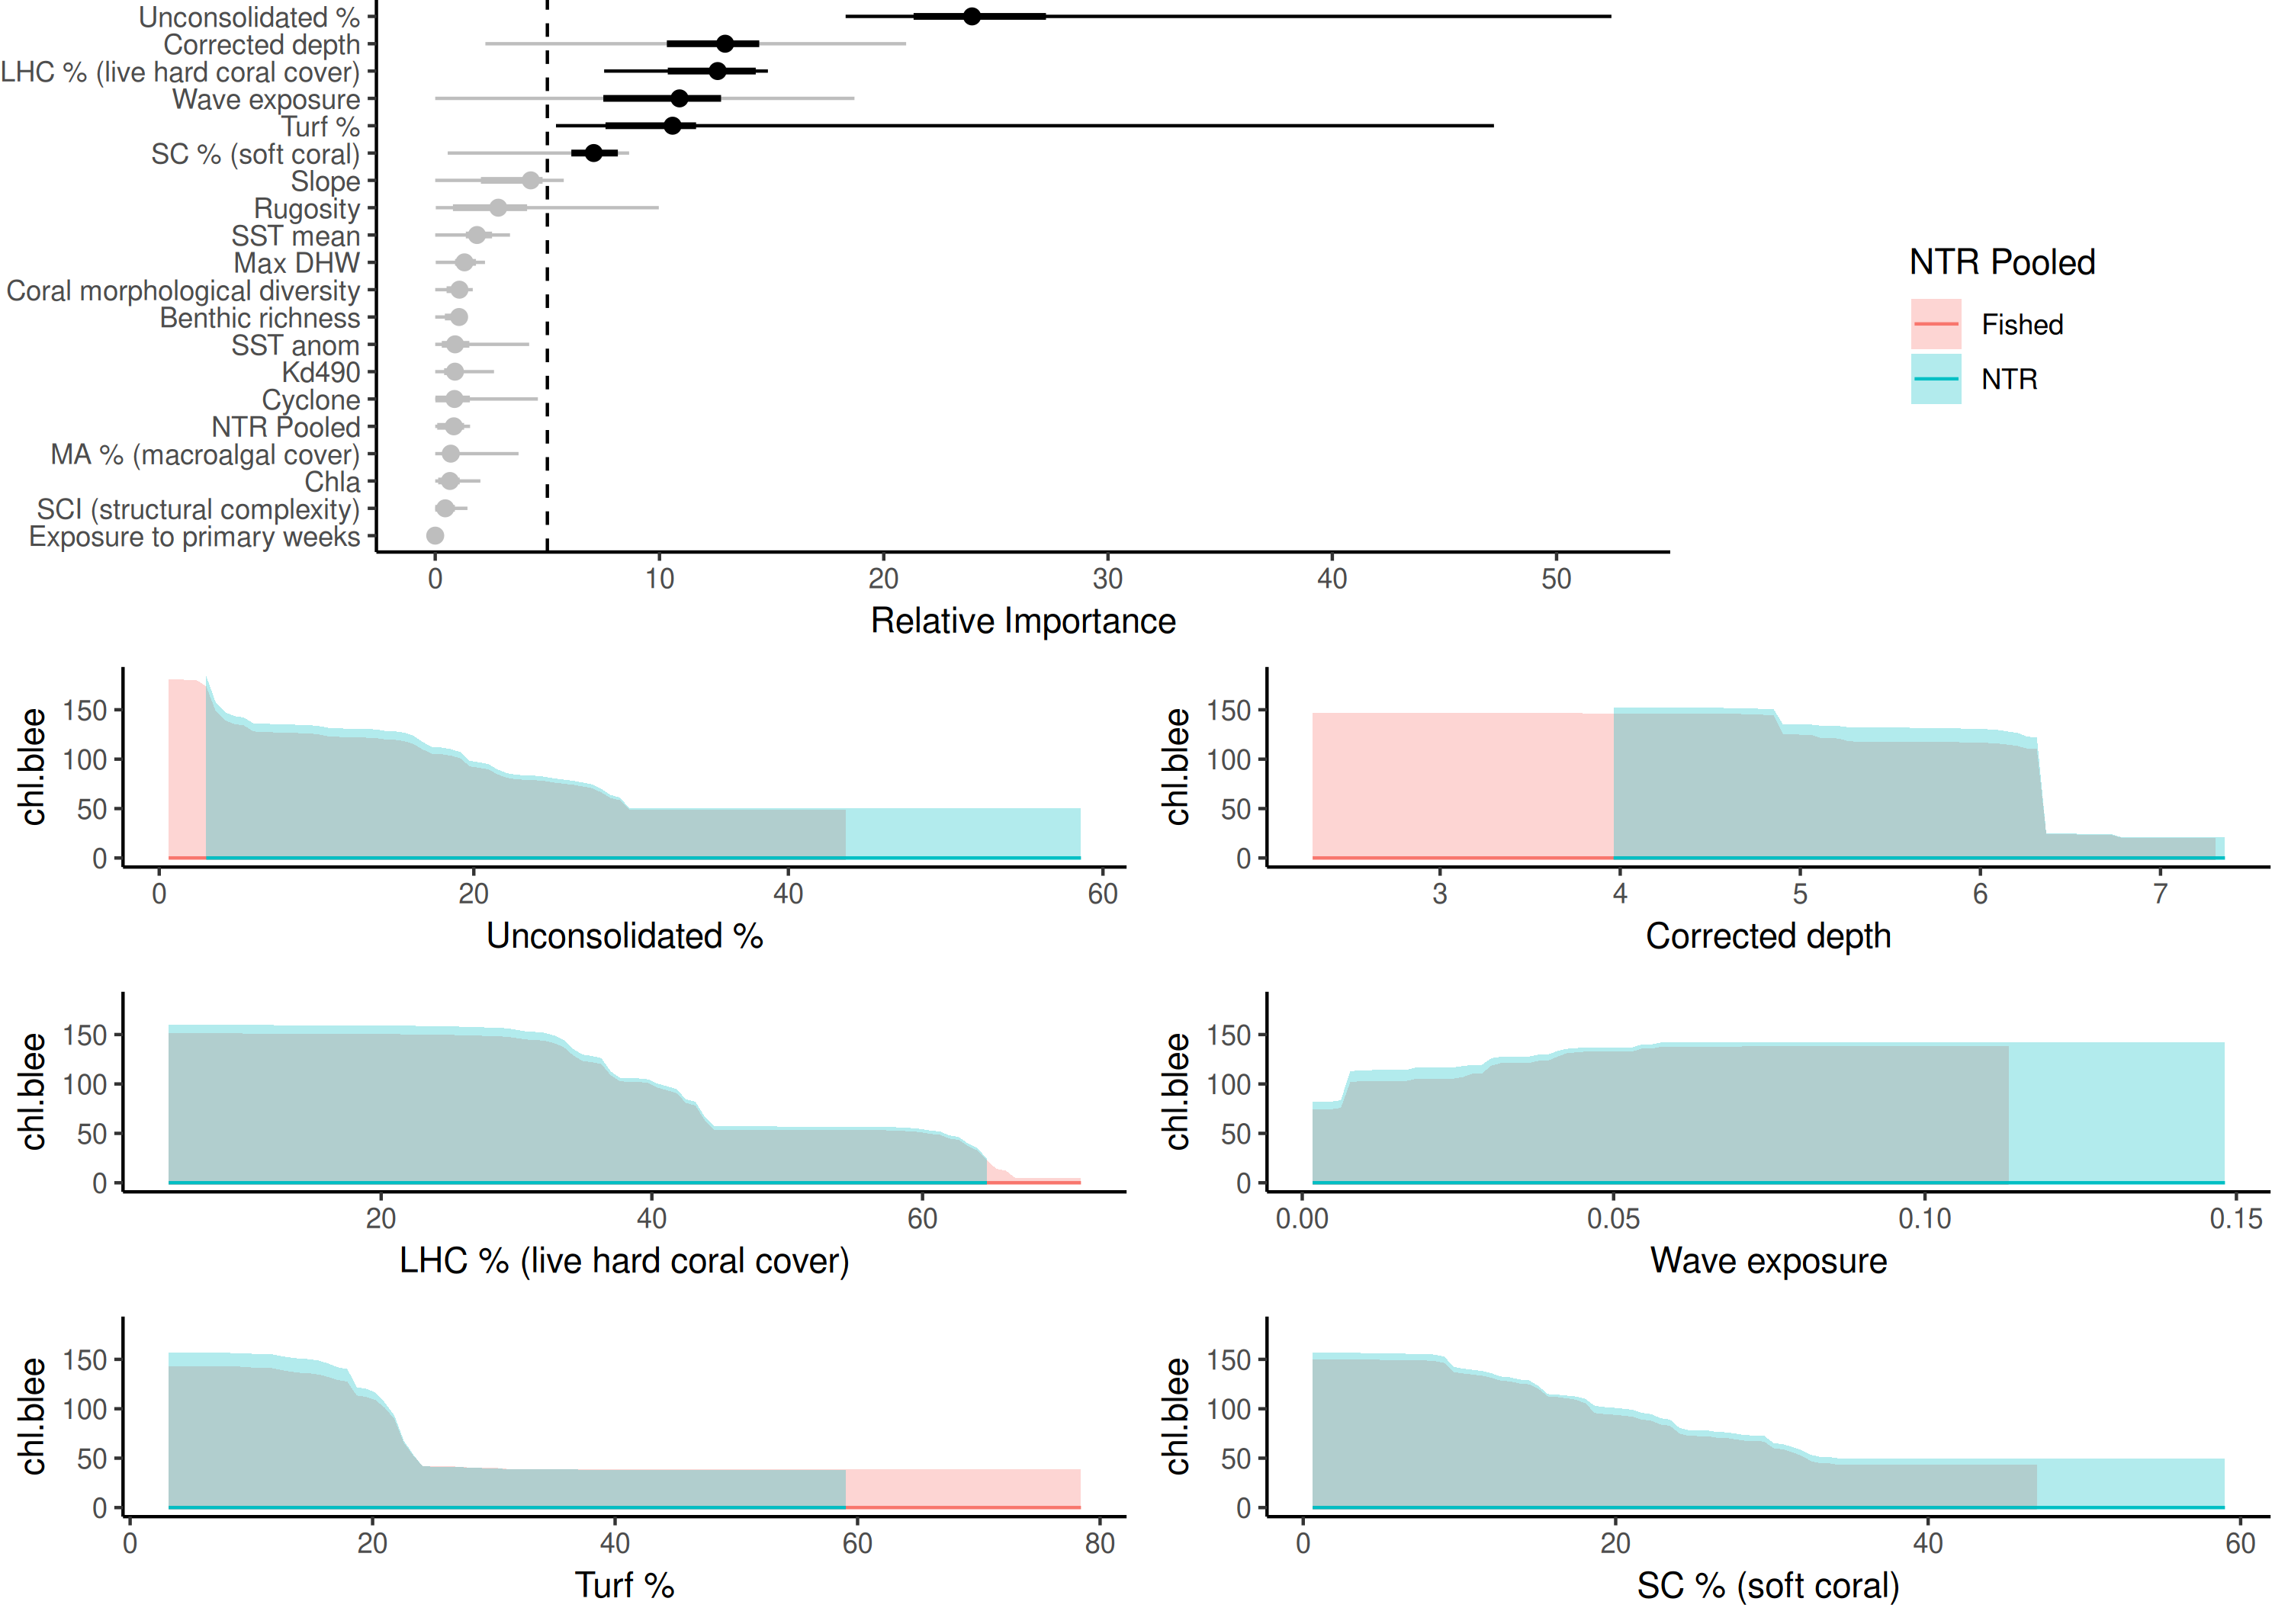 Unconsolidated %
Corrected depth
LHC % (live hard coral cover)
Wave exposure
Turf %
SC % (soft coral)
Slope
Rugosity
SST mean
Max DHW
Coral morphological diversity
Benthic richness
SST anom
Kd490
Cyclone
NTR Pooled
MA % (macroalgal cover)
Chla
SCI (structural complexity)
Exposure to primary weeks
0 10 20 30 40 50
Relative Importance
NTR Pooled
Fished
NTR
chl.blee
150
100
50
0
0 20 40 60
Unconsolidated %
chl.blee
150
100
50
0
3 4 5 6 7
Corrected depth
chl.blee
150
100
50
0
20 40 60
LHC % (live hard coral cover)
chl.blee
150
100
50
0
0.00 0.05 0.10 0.15
Wave exposure
chl.blee
150
100
50
0
0 20 40 60 80
Turf %
chl.blee
150
100
50
0
0 20 40 60
SC % (soft coral)